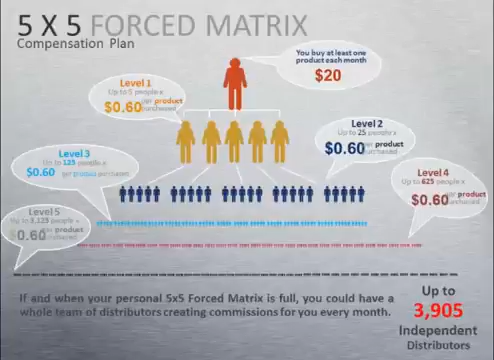 5 X 5 FORCED MATRIX
Compensation Plan
You buy at least one
product each month
$20
Level 1
Up to 5 people x
$0.60 per product
purchased
Level 2
Up to 25 people x
$0.60 per product
purchased
Level 3
Up to 125 people x
$0.60 per product purchased
Level 4
Up to 625 people x
$0.60 per product
purchased
Level 5
Up to 3,125 people x
$0.60 per product
purchased
If and when your personal 5x5 Forced Matrix is full, you could have a
whole team of distributors creating commissions for you every month.
Up to
3,905
Independent
Distributors